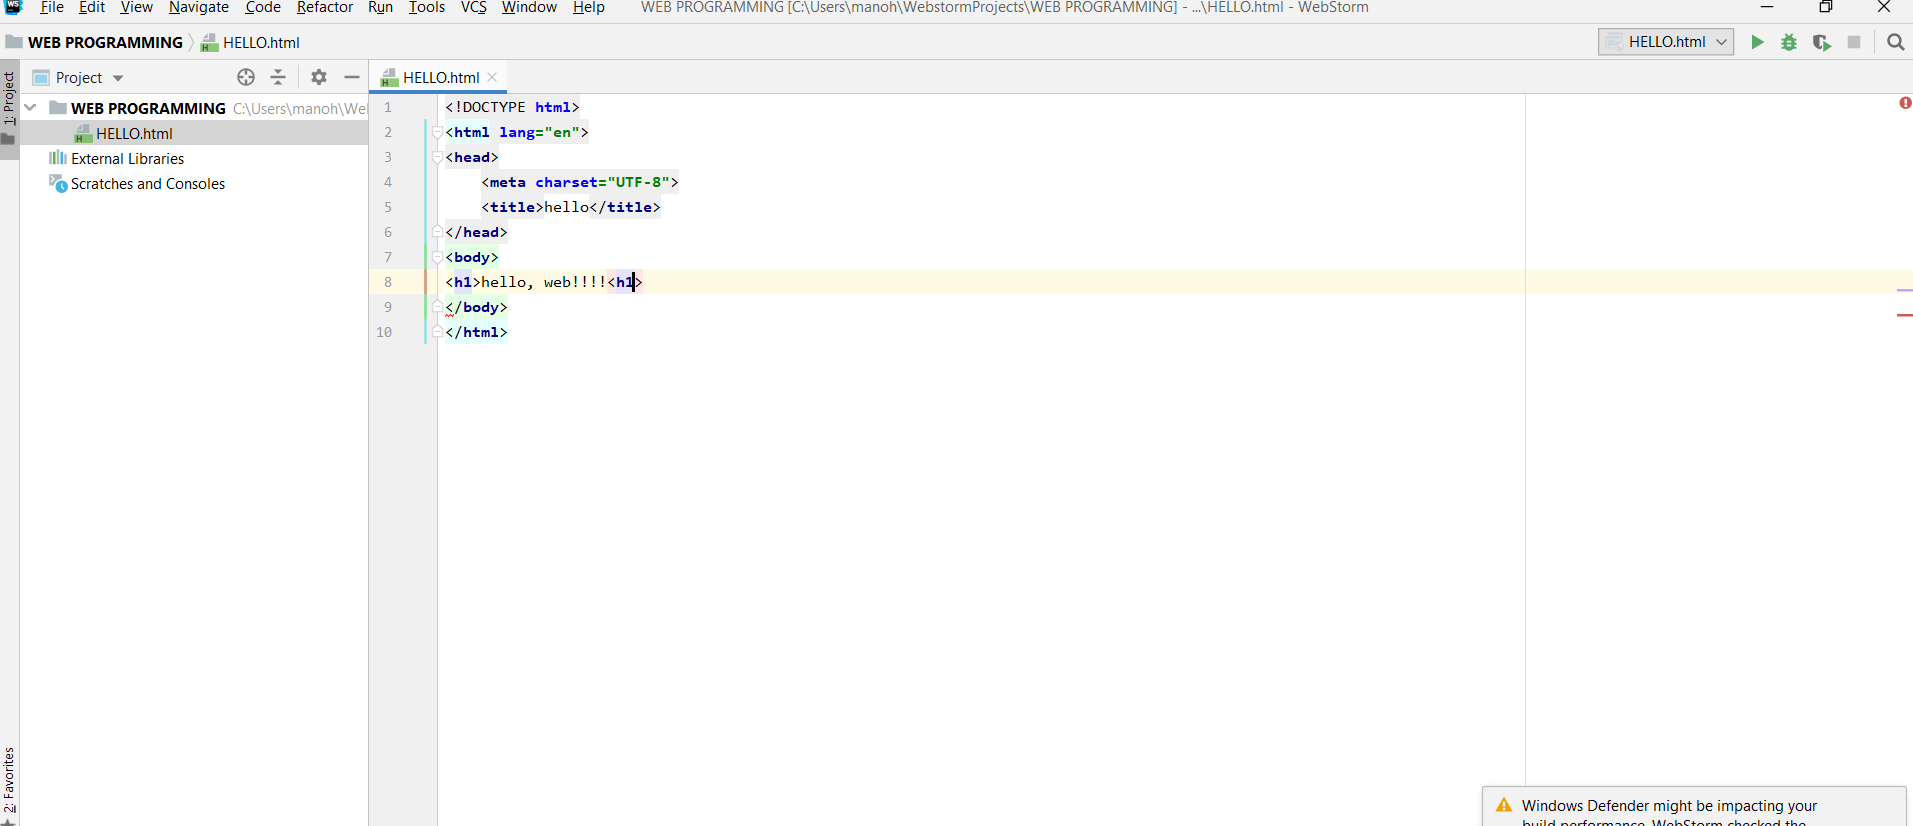 WS File Edit View Navigate Code Refactor Run Tools VCS Window Help WEB PROGRAMMING [C:\Users\manoh\WebstormProjects\WEB PROGRAMMING] - ...\HELLO.html - WebStorm
WEB PROGRAMMING HELLO.html HELLO.html
1: Project
Project
HELLO.html
WEB PROGRAMMING C:\Users\manoh\We
HELLO.html
External Libraries
Scratches and Consoles
1 <!DOCTYPE html>
2 <html lang="en">
3 <head>
4 <meta charset="UTF-8">
5 <title>hello</title>
6 </head>
7 <body>
8 <h1>hello, web!!!!<h1>
9 </body>
10 </html>
2: Favorites
Windows Defender might be impacting your
build performance. WebStorm checked the